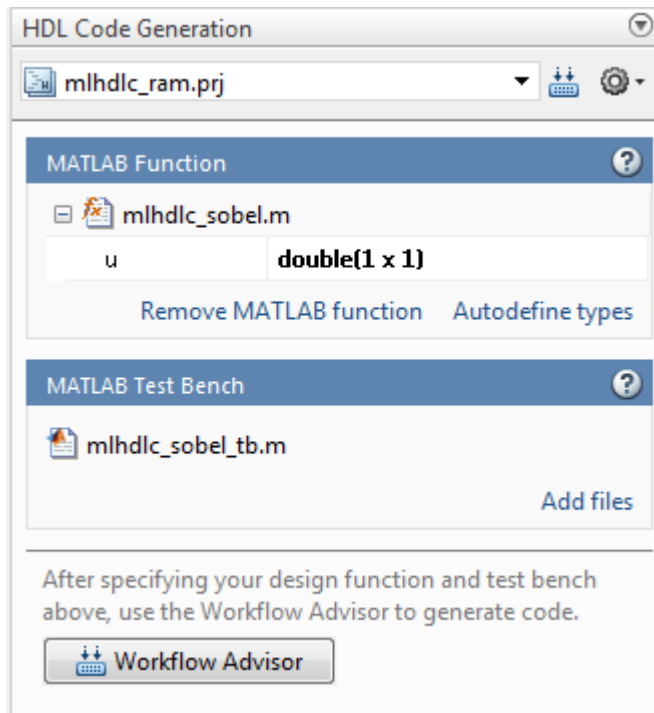 HDL Code Generation
mlhdlc_ram.prj
MATLAB Function ?
mlhdlc_sobel.m
u double(1 x 1)
Remove MATLAB function Autodefine types
MATLAB Test Bench ?
mlhdlc_sobel_tb.m
Add files
After specifying your design function and test bench
above, use the Workflow Advisor to generate code.
Workflow Advisor